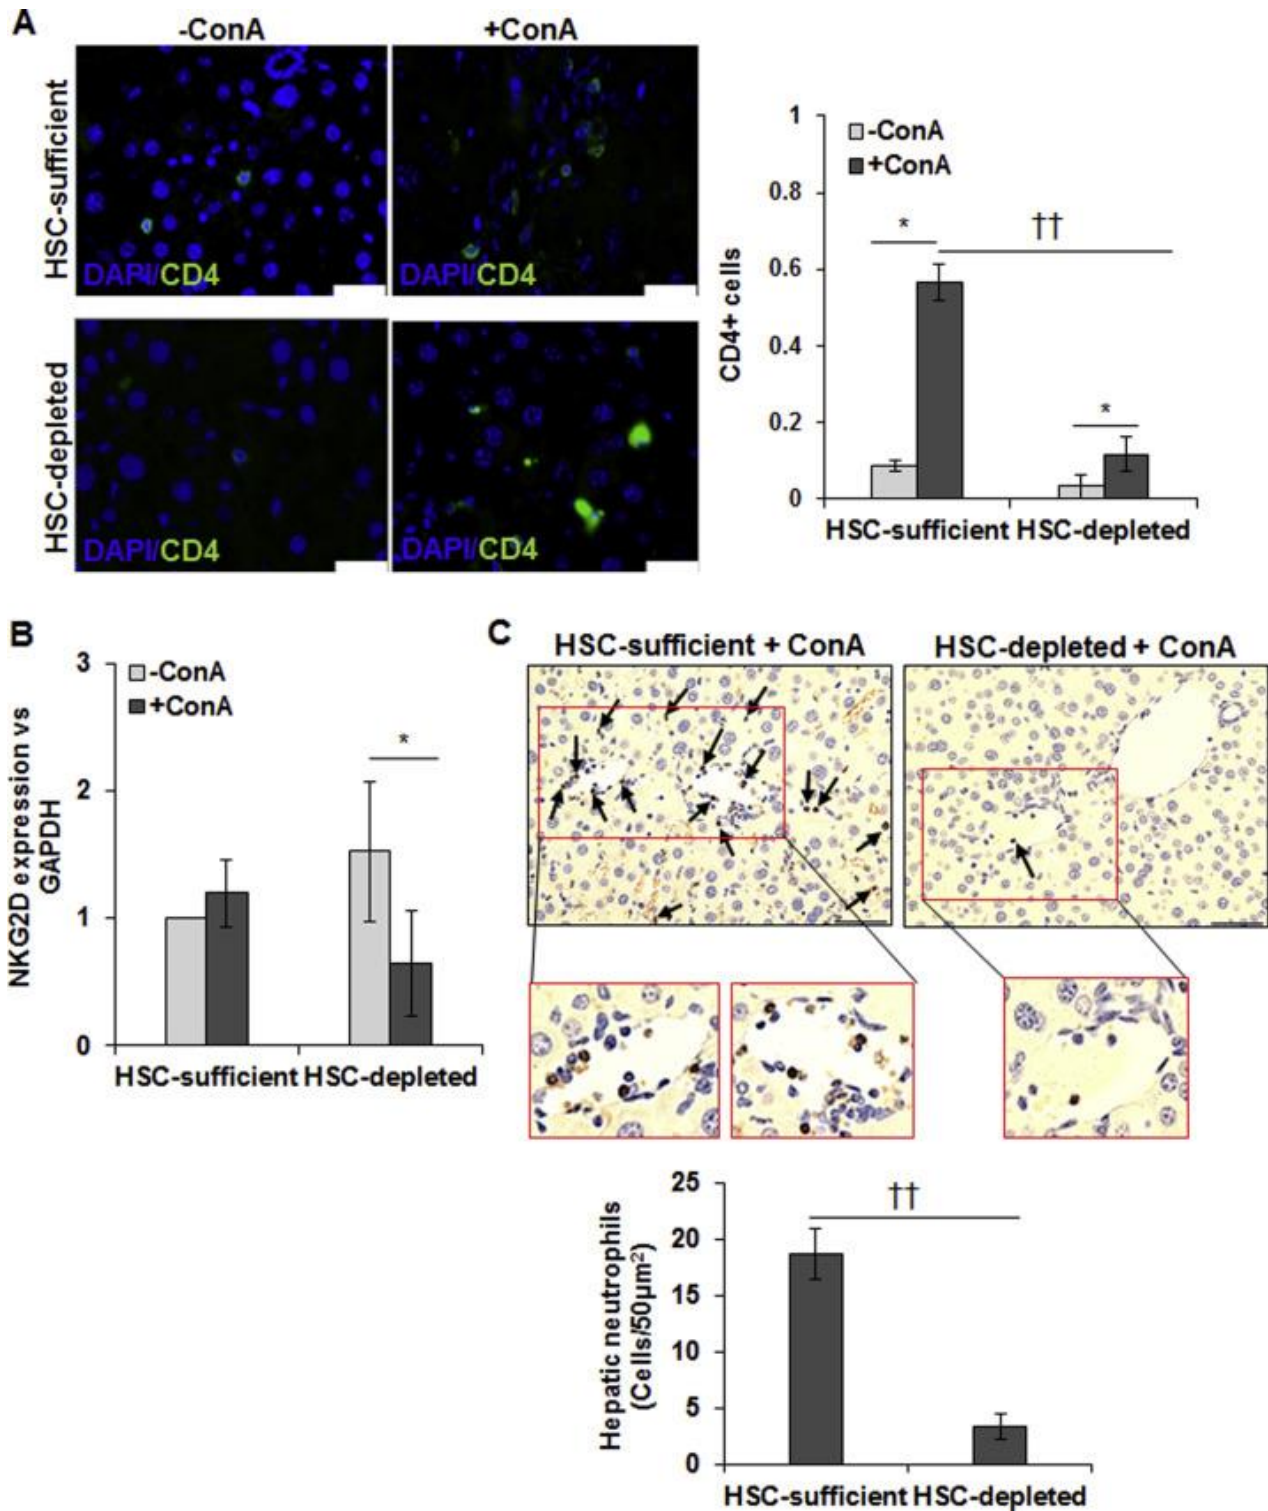 A
-ConA
+ConA
HSC-sufficient
DAPI/CD4
DAPI/CD4
HSC-depleted
DAPI/CD4
DAPI/CD4
CD4+ cells
1
0.8
0.6
0.4
0.2
0
-ConA
+ConA
*
††
*
HSC-sufficient HSC-depleted
B
NKG2D expression vs
GAPDH
3
2
1
0
-ConA
+ConA
*
HSC-sufficient HSC-depleted
C
HSC-sufficient + ConA
HSC-depleted + ConA
Hepatic neutrophils
(Cells/50µm²)
25
20
15
10
5
0
††
HSC-sufficient HSC-depleted